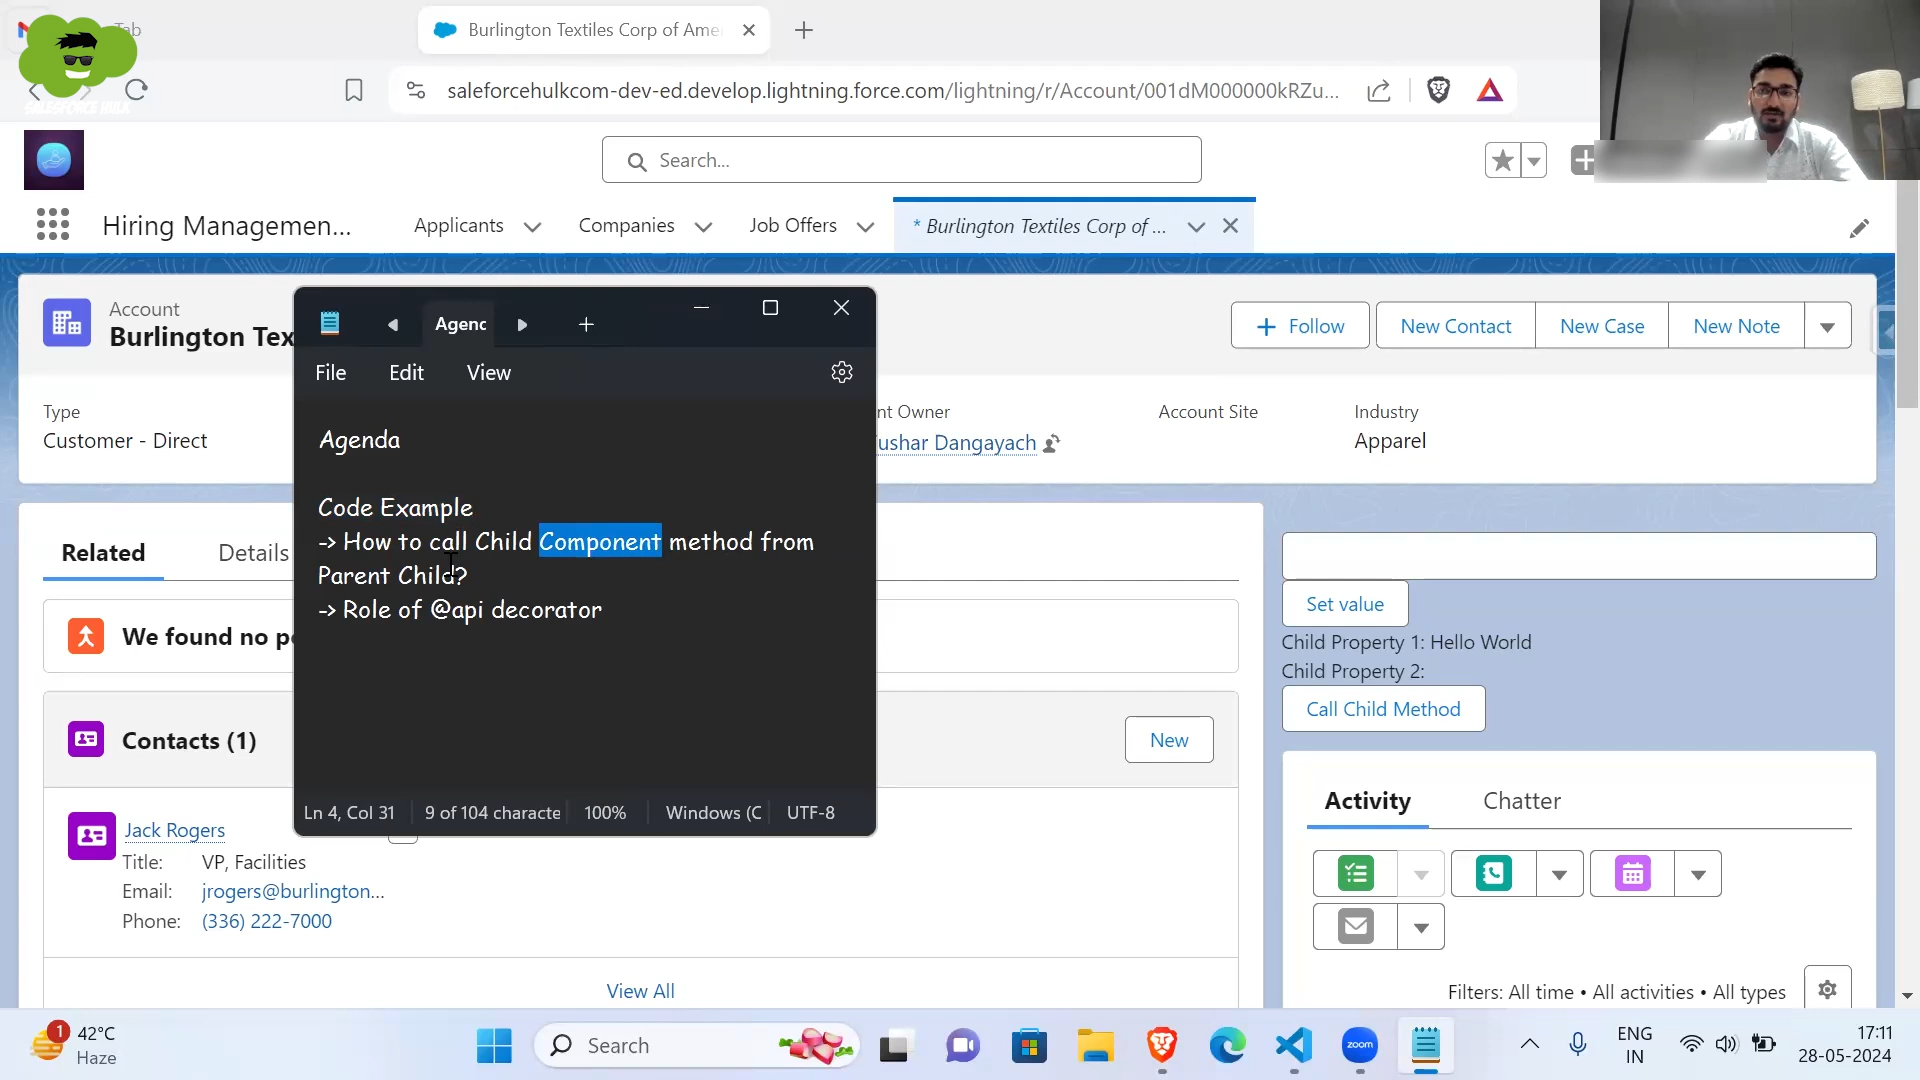 Tab
Burlington Textiles Corp of Ame
SALESFORCE HULK
saleforcehulkcom-dev-ed.develop.lightning.force.com/lightning/r/Account/001dM000000kRZu...
Search...
Hiring Managemen...
Applicants
Companies
Job Offers
* Burlington Textiles Corp of ...
Account
Burlington Tex
Follow
New Contact
New Case
New Note
Type
Customer - Direct
nt Owner
ushar Dangayach
Account Site
Industry
Apparel
Agenc
File
Edit
View
Agenda
Code Example
-> How to call Child Component method from
Parent Child?
-> Role of @api decorator
Ln 4, Col 31
9 of 104 characte
100%
Windows (C
UTF-8
Related
Details
We found no p
Contacts (1)
New
Jack Rogers
Title: VP, Facilities
Email: jrogers@burlington...
Phone: (336) 222-7000
View All
Set value
Child Property 1: Hello World
Child Property 2:
Call Child Method
Activity
Chatter
Filters: All time • All activities • All types
1
42°C
Haze
Search
zoom
ENG
IN
17:11
28-05-2024